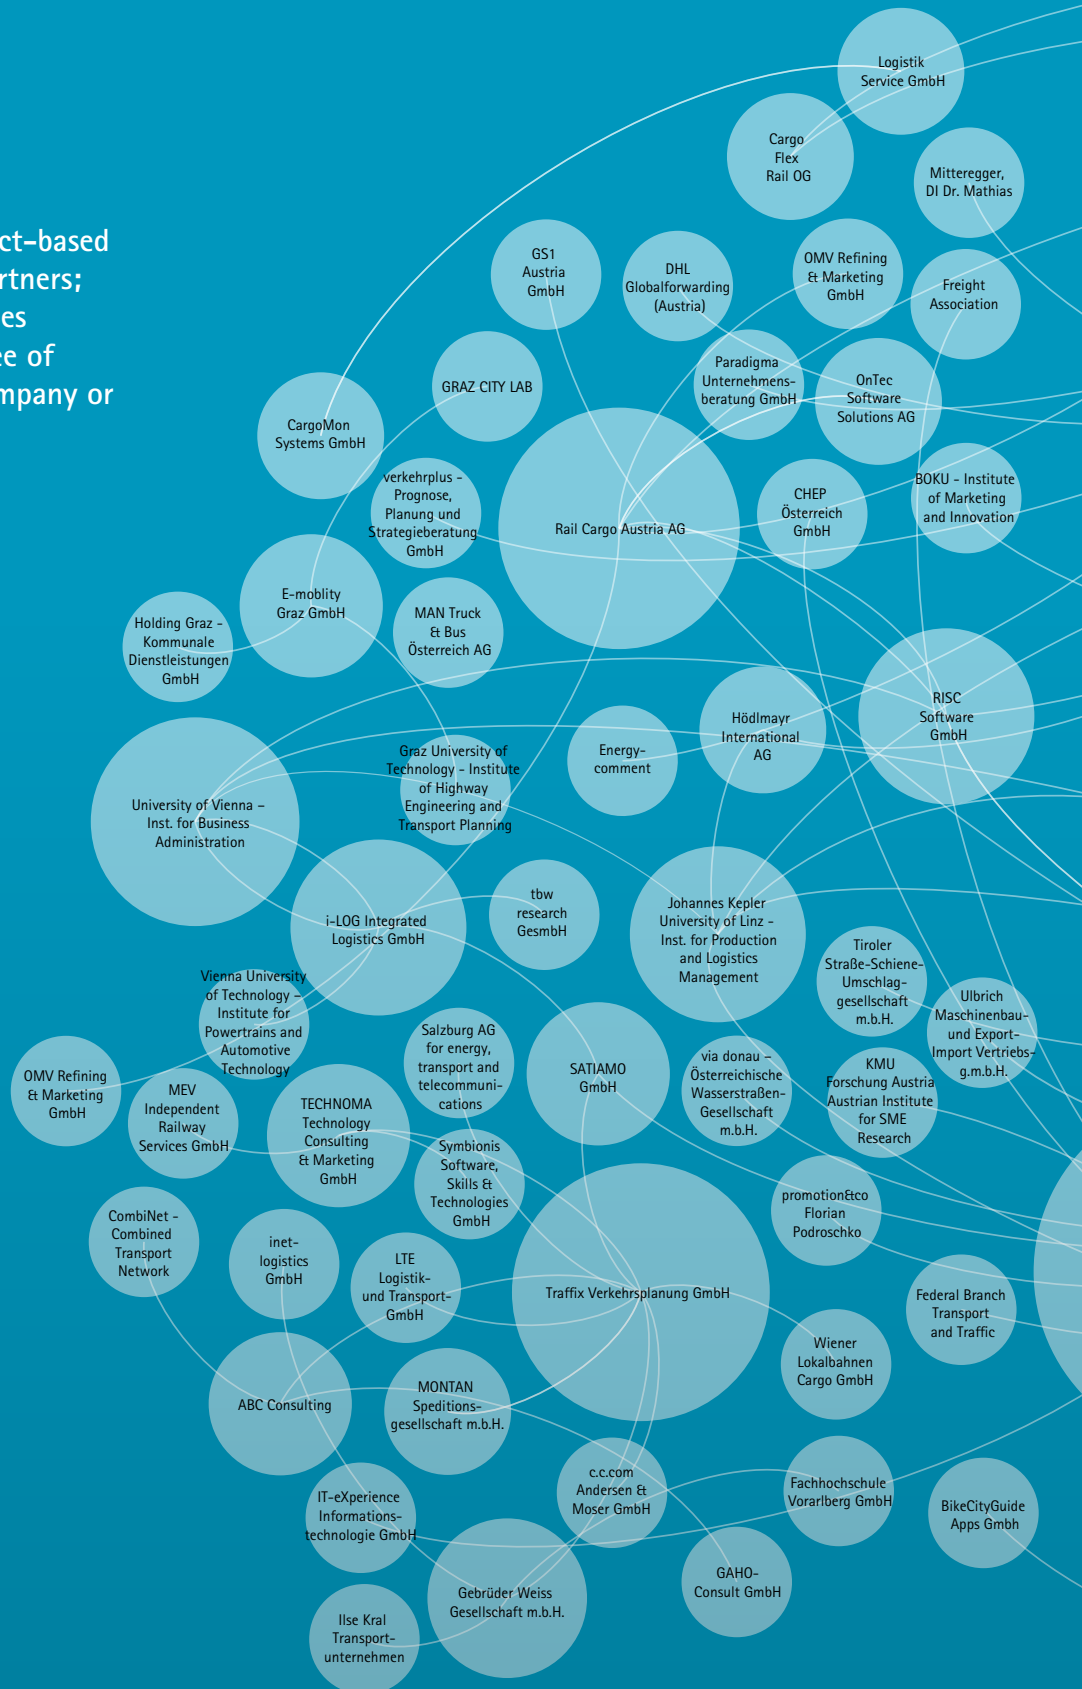 ct-based
rtners;
es
ee of
mpany or
Logistik
Service GmbH
Cargo
Flex
Rail OG
Mitteregger,
DI Dr. Mathias
GS1
Austria
GmbH
DHL
Globalforwarding
(Austria)
OMV Refining
& Marketing
GmbH
Freight
Association
GRAZ CITY LAB
Paradigma
Unternehmens-
beratung GmbH
OnTec
Software
Solutions AG
CargoMon
Systems GmbH
verkehrplus -
Prognose,
Planung und
Strategieberatung
GmbH
Rail Cargo Austria AG
CHEP
Österreich
GmbH
BOKU - Institute
of Marketing
and Innovation
E-moblity
Graz GmbH
Holding Graz -
Kommunale
Dienstleistungen
GmbH
MAN Truck
& Bus
Österreich AG
RISC
Software
GmbH
Hödlmayr
International
AG
Energy-
comment
Graz University of
Technology - Institute
of Highway
Engineering and
Transport Planning
University of Vienna –
Inst. for Business
Administration
tbw
research
GesmbH
i-LOG Integrated
Logistics GmbH
Johannes Kepler
University of Linz -
Inst. for Production
and Logistics
Management
Tiroler
Straße-Schiene-
Umschlag-
gesellschaft
m.b.H.
Vienna University
of Technology –
Institute for
Powertrains and
Automotive
Technology
Ulbrich
Maschinenbau-
und Export-
Import Vertriebs-
g.m.b.H.
Salzburg AG
for energy,
transport and
telecommuni-
cations
SATIAMO
GmbH
via donau –
Österreichische
Wasserstraßen-
Gesellschaft
m.b.H.
KMU
Forschung Austria
Austrian Institute
for SME
Research
OMV Refining
& Marketing
GmbH
MEV
Independent
Railway
Services GmbH
TECHNOMA
Technology
Consulting
& Marketing
GmbH
Symbionis
Software,
Skills &
Technologies
GmbH
promotion&co
Florian
Podroschko
CombiNet -
Combined
Transport
Network
inet-
logistics
GmbH
LTE
Logistik-
und Transport-
GmbH
Traffix Verkehrsplanung GmbH
Federal Branch
Transport
and Traffic
Wiener
Lokalbahnen
Cargo GmbH
ABC Consulting
MONTAN
Speditions-
gesellschaft m.b.H.
c.c.com
Andersen &
Moser GmbH
Fachhochschule
Vorarlberg GmbH
IT-eXperience
Informations-
technologie GmbH
BikeCityGuide
Apps Gmbh
GAHO-
Consult GmbH
Gebrüder Weiss
Gesellschaft m.b.H.
Ilse Kral
Transport-
unternehmen